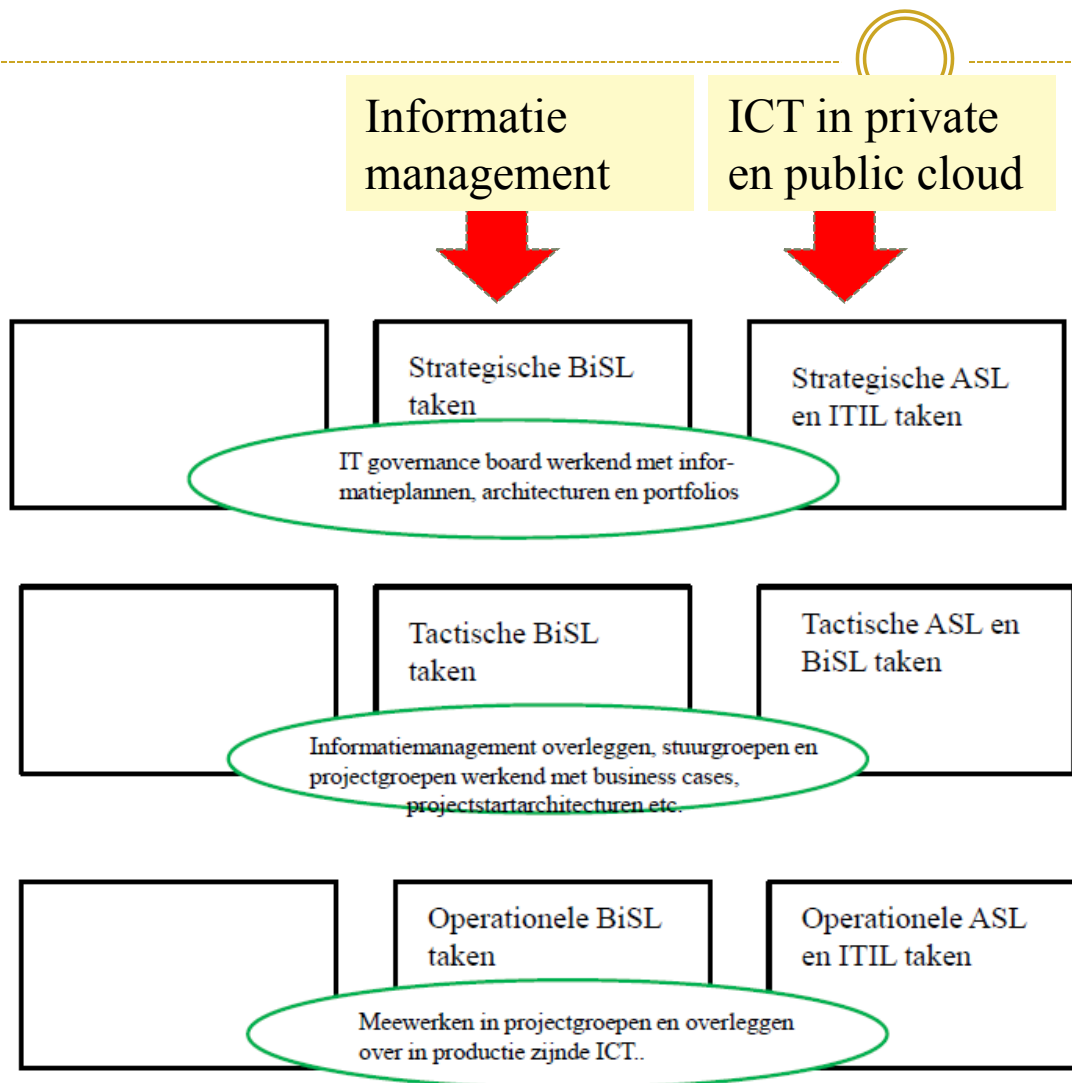 Informatie
management
ICT in private
en public cloud
Strategische BiSL
taken
Strategische ASL
en ITIL taken
IT governance board werkend met infor-
matieplannen, architecturen en portfolios
Tactische BiSL
taken
Tactische ASL en
BiSL taken
Informatiemanagement overleggen, stuurgroepen en
projectgroepen werkend met business cases,
projectstartarchitecturen etc.
Operationele BiSL
taken
Operationele ASL
en ITIL taken
Meewerken in projectgroepen en overleggen
over in productie zijnde ICT..